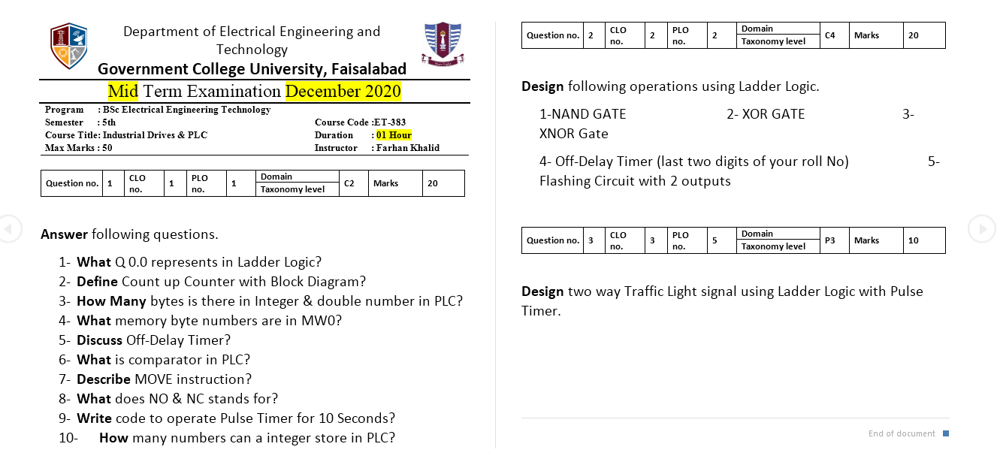 Department of Electrical Engineering and
Technology
Government College University, Faisalabad
Mid Term Examination December 2020
Program : BSc Electrical Engineering Technology
Semester : 5th Course Code :ET-383
Course Title: Industrial Drives & PLC Duration : 01 Hour
Max Marks : 50 Instructor : Farhan Khalid
Question no. 1 CLO no. 1 PLO no. 1 Domain Taxonomy level C2 Marks 20
Answer following questions.
1- What Q 0.0 represents in Ladder Logic?
2- Define Count up Counter with Block Diagram?
3- How Many bytes is there in Integer & double number in PLC?
4- What memory byte numbers are in MW0?
5- Discuss Off-Delay Timer?
6- What is comparator in PLC?
7- Describe MOVE instruction?
8- What does NO & NC stands for?
9- Write code to operate Pulse Timer for 10 Seconds?
10- How many numbers can a integer store in PLC?
Question no. 2 CLO no. 2 PLO no. 2 Domain Taxonomy level C4 Marks 20
Design following operations using Ladder Logic.
1-NAND GATE 2- XOR GATE 3-
XNOR Gate
4- Off-Delay Timer (last two digits of your roll No) 5-
Flashing Circuit with 2 outputs
Question no. 3 CLO no. 3 PLO no. 5 Domain Taxonomy level P3 Marks 10
Design two way Traffic Light signal using Ladder Logic with Pulse
Timer.
End of document